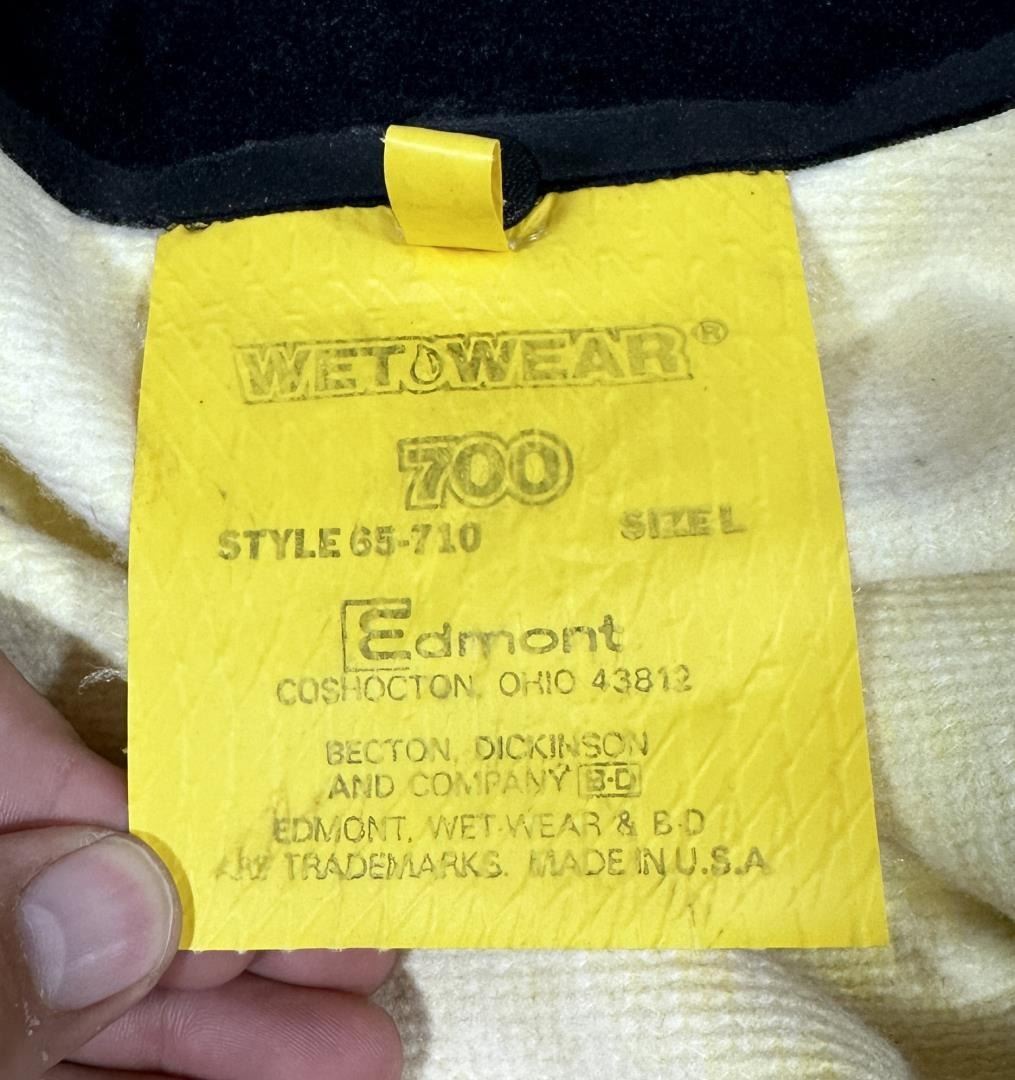 WET WEAR®
700
STYLE 65-710 SIZE L
Edmont
COSHOCTON, OHIO 43812
BECTON, DICKINSON
AND COMPANY B-D
EDMONT, WET WEAR & B-D
ARE TRADEMARKS. MADE IN U.S.A